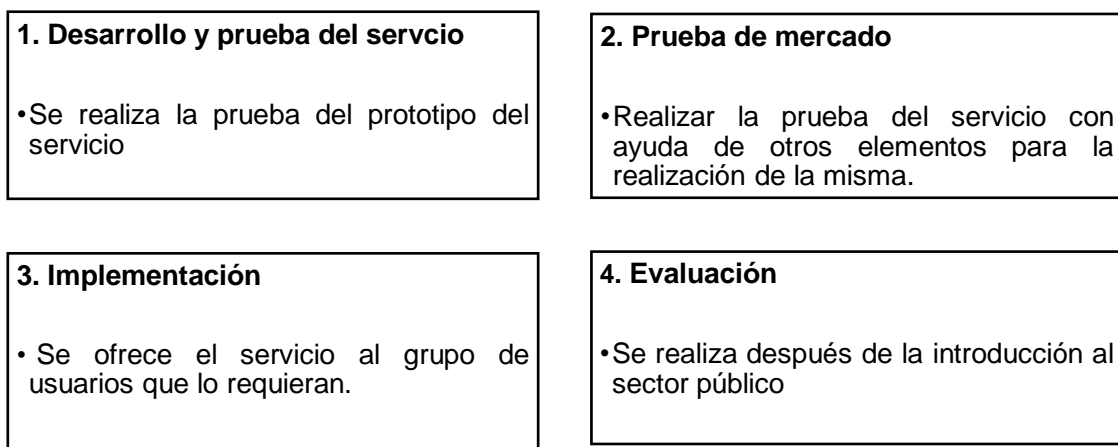 1. Desarrollo y prueba del servcio
•Se realiza la prueba del prototipo del
servicio
2. Prueba de mercado
•Realizar la prueba del servicio con
ayuda de otros elementos para la
realización de la misma.
3. Implementación
• Se ofrece el servicio al grupo de
usuarios que lo requieran.
4. Evaluación
•Se realiza después de la introducción al
sector público